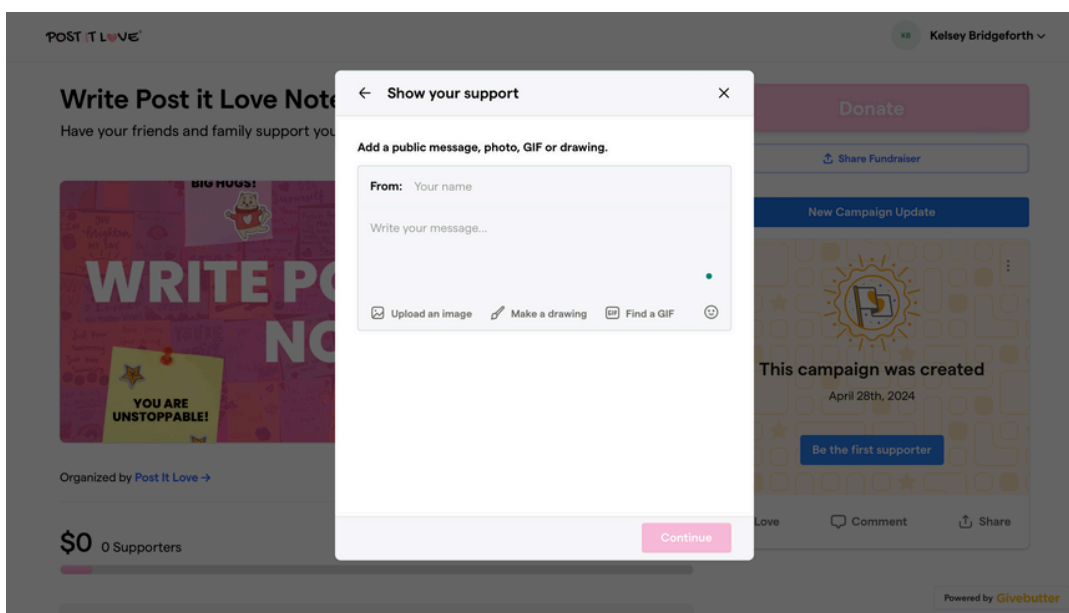 POST IT LOVE
KB Kelsey Bridgeforth
Write Post it Love Note
Have your friends and family support you
BIG HUGS!
WRITE PO
NO
YOU ARE
UNSTOPPABLE!
Organized by Post It Love →
$0 0 Supporters
← Show your support
Add a public message, photo, GIF or drawing.
From: Your name
Write your message...
Upload an image
Make a drawing
GIF Find a GIF
Continue
Donate
Share Fundraiser
New Campaign Update
This campaign was created
April 28th, 2024
Be the first supporter
Love
Comment
Share
Powered by Givebutter